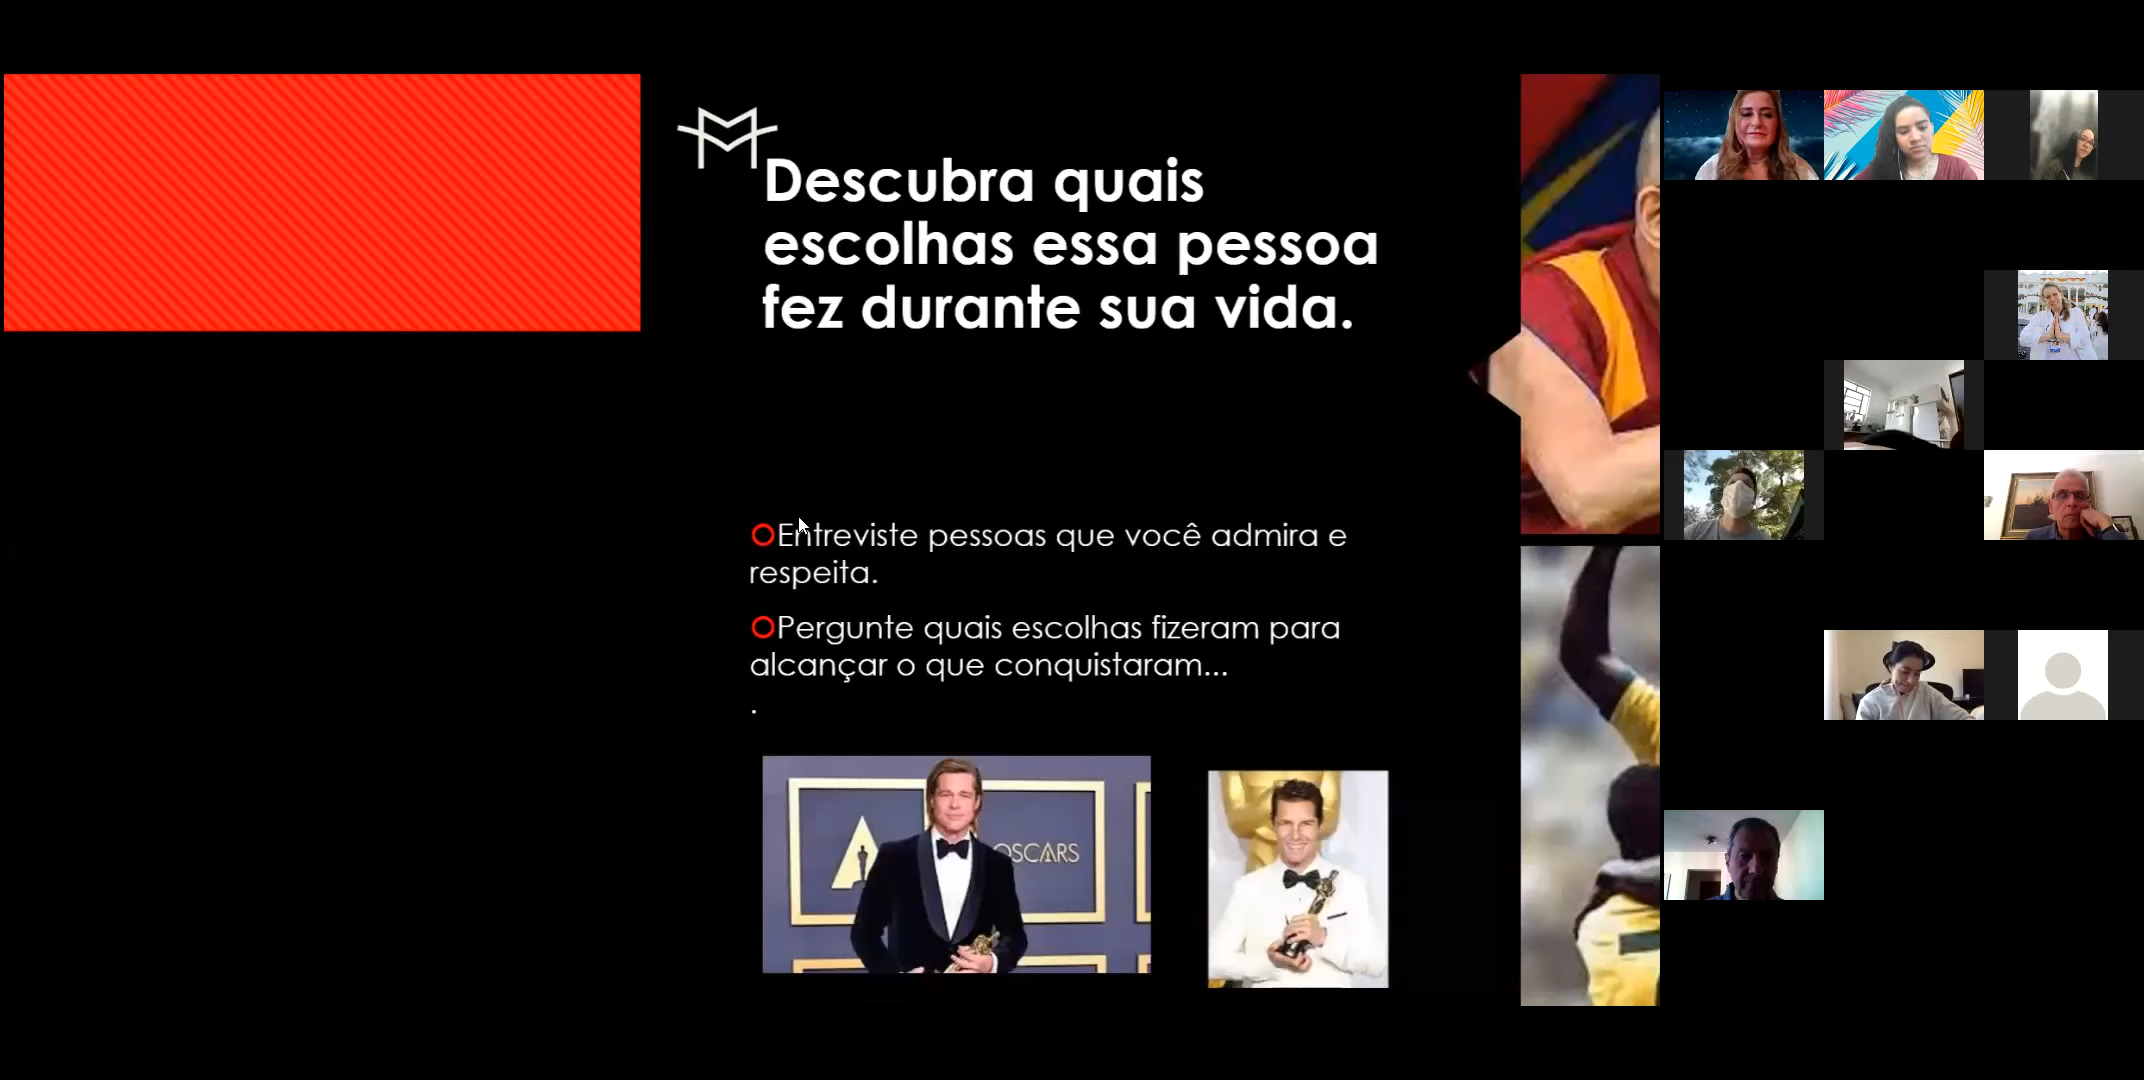 Descubra quais
escolhas essa pessoa
fez durante sua vida.
Entreviste pessoas que você admira e
respeita.
Pergunte quais escolhas fizeram para
alcançar o que conquistaram...
.
OSCARS